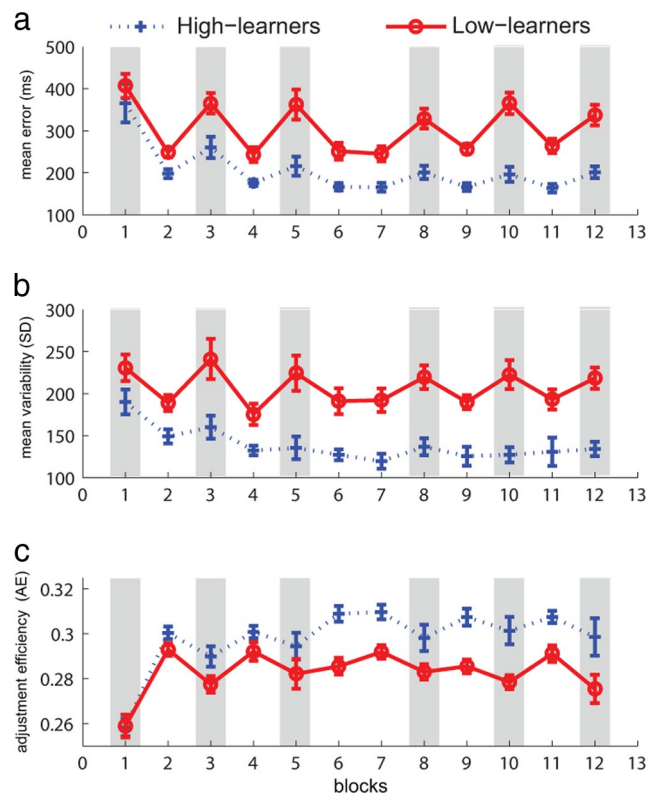 a
High-learners
Low-learners
mean error (ms)
500
400
300
200
100
0 1 2 3 4 5 6 7 8 9 10 11 12 13
b
mean variability (SD)
300
250
200
150
100
0 1 2 3 4 5 6 7 8 9 10 11 12 13
c
adjustment efficiency (AE)
0.32
0.3
0.28
0.26
0 1 2 3 4 5 6 7 8 9 10 11 12 13
blocks